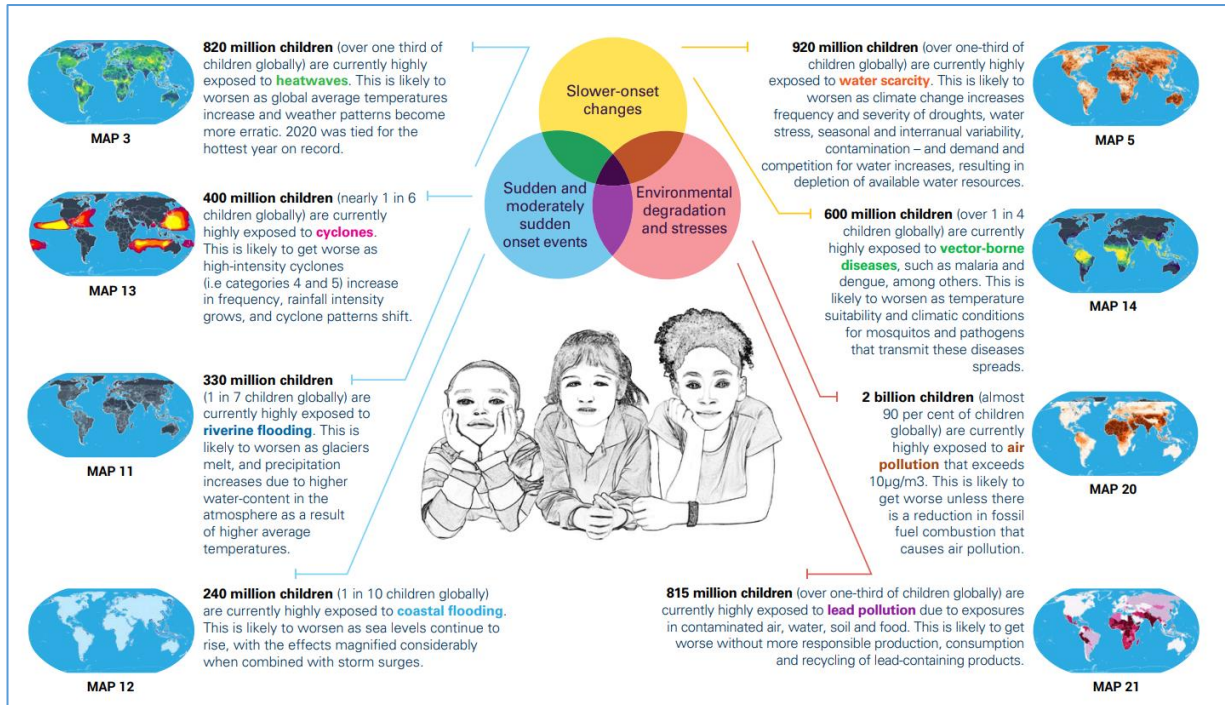 820 million children (over one third of
children globally) are currently highly
exposed to heatwaves. This is likely to
worsen as global average temperatures
increase and weather patterns become
more erratic. 2020 was tied for the
hottest year on record.
MAP 3
400 million children (nearly 1 in 6
children globally) are currently
highly exposed to cyclones.
This is likely to get worse as
high-intensity cyclones
(i.e categories 4 and 5) increase
in frequency, rainfall intensity
grows, and cyclone patterns shift.
MAP 13
330 million children
(1 in 7 children globally) are
currently highly exposed to
riverine flooding. This is
likely to worsen as glaciers
melt, and precipitation
increases due to higher
water-content in the
atmosphere as a result
of higher average
temperatures.
MAP 11
240 million children (1 in 10 children globally)
are currently highly exposed to coastal flooding.
This is likely to worsen as sea levels continue to
rise, with the effects magnified considerably
when combined with storm surges.
MAP 12
Slower-onset
changes
Sudden and
moderately
sudden
onset events
Environmental
degradation
and stresses
920 million children (over one-third of
children globally) are currently highly
exposed to water scarcity. This is likely to
worsen as climate change increases
frequency and severity of droughts, water
stress, seasonal and interranual variability,
contamination – and demand and
competition for water increases, resulting in
depletion of available water resources.
MAP 5
600 million children (over 1 in 4
children globally) are currently
highly exposed to vector-borne
diseases, such as malaria and
dengue, among others. This is
likely to worsen as temperature
suitability and climatic conditions
for mosquitos and pathogens
that transmit these diseases
spreads.
MAP 14
2 billion children (almost
90 per cent of children
globally) are currently
highly exposed to air
pollution that exceeds
10µg/m3. This is likely to
get worse unless there
is a reduction in fossil
fuel combustion that
causes air pollution.
MAP 20
815 million children (over one-third of children globally) are
currently highly exposed to lead pollution due to exposures
in contaminated air, water, soil and food. This is likely to get
worse without more responsible production, consumption
and recycling of lead-containing products.
MAP 21